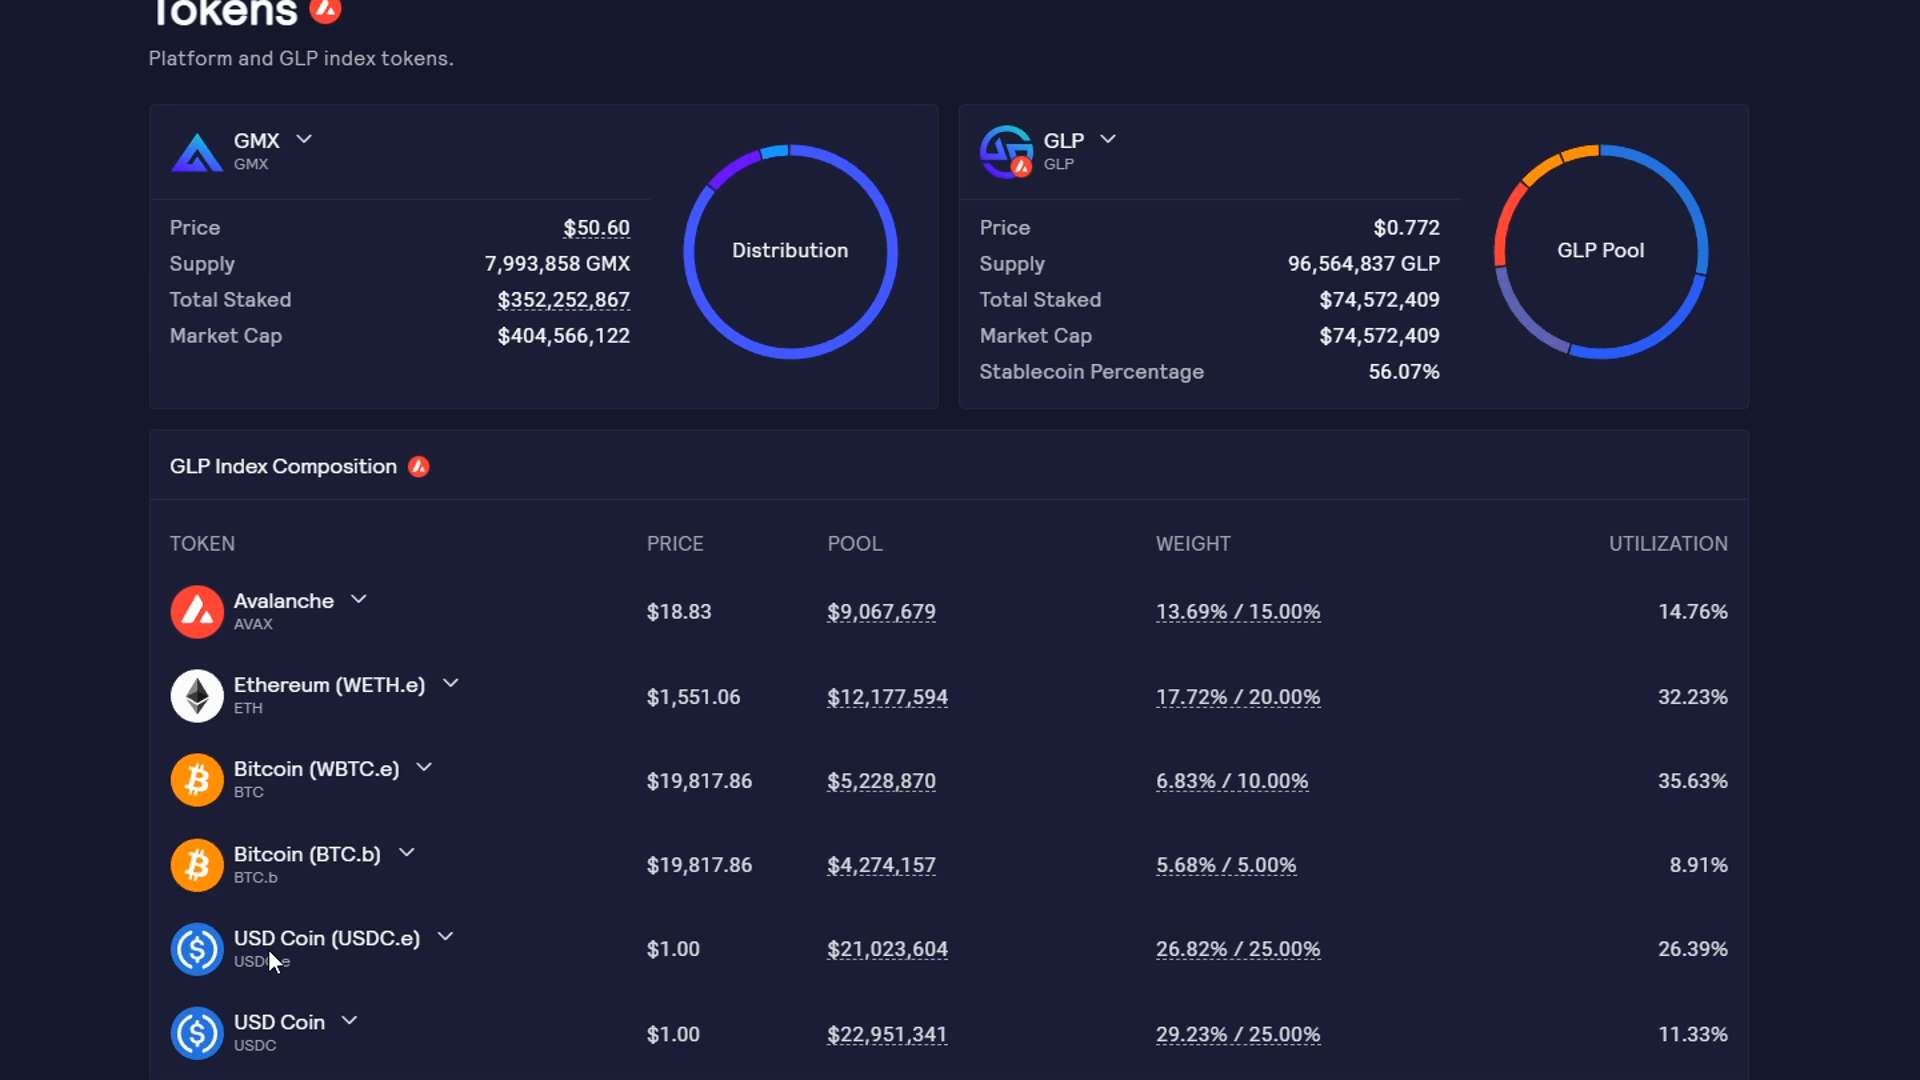 Tokens
Platform and GLP index tokens.
GMX
GMX
Price $50.60
Supply 7,993,858 GMX
Total Staked $352,252,867
Market Cap $404,566,122
Distribution
GLP
GLP
Price $0.772
Supply 96,564,837 GLP
Total Staked $74,572,409
Market Cap $74,572,409
Stablecoin Percentage 56.07%
GLP Pool
GLP Index Composition
TOKEN PRICE POOL WEIGHT UTILIZATION
Avalanche
AVAX
$18.83 $9,067,679 13.69% / 15.00% 14.76%
Ethereum (WETH.e)
ETH
$1,551.06 $12,177,594 17.72% / 20.00% 32.23%
Bitcoin (WBTC.e)
BTC
$19,817.86 $5,228,870 6.83% / 10.00% 35.63%
Bitcoin (BTC.b)
BTC.b
$19,817.86 $4,274,157 5.68% / 5.00% 8.91%
USD Coin (USDC.e)
$1.00 $21,023,604 26.82% / 25.00% 26.39%
USD Coin
USDC
$1.00 $22,951,341 29.23% / 25.00% 11.33%